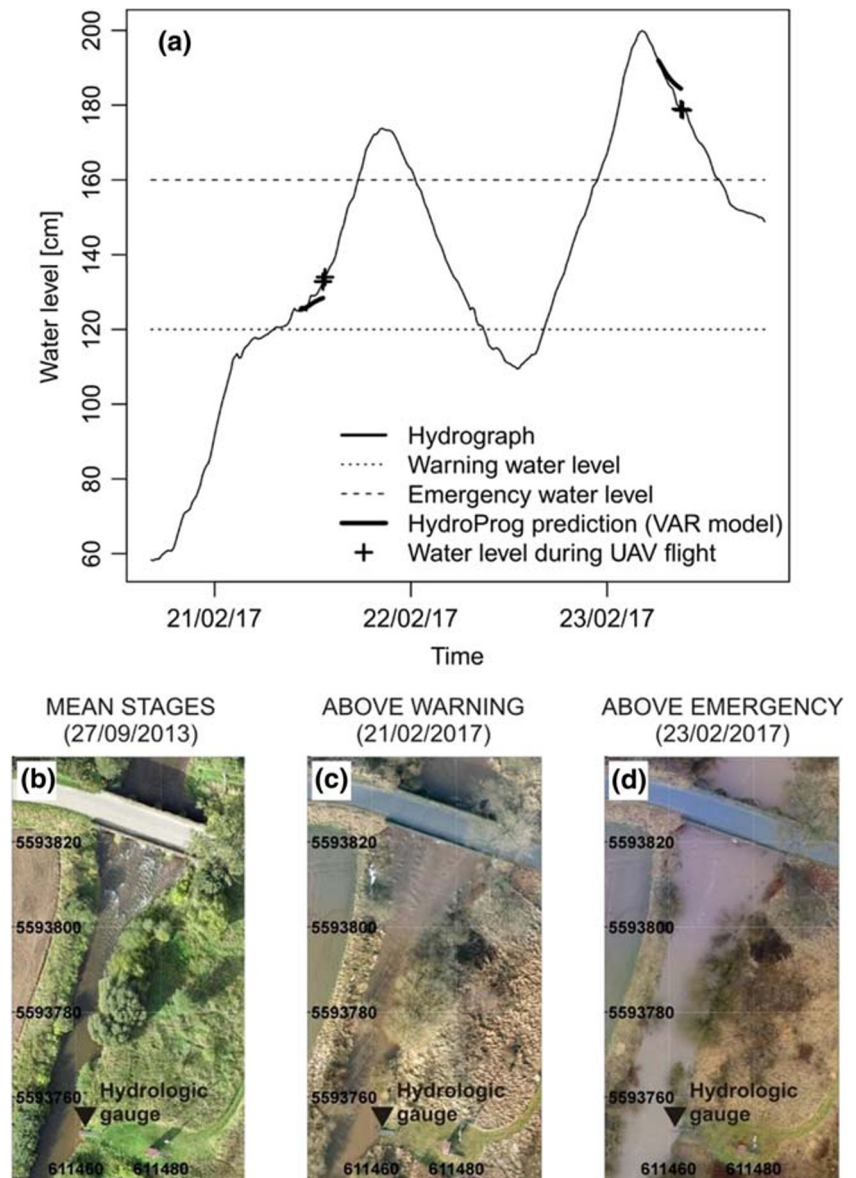 (a)
200
180
160
140
120
100
80
60
Water level [cm]
Hydrograph
Warning water level
Emergency water level
HydroProg prediction (VAR model)
Water level during UAV flight
21/02/17
22/02/17
23/02/17
Time
MEAN STAGES
(27/09/2013)
(b)
5593820
5593800
5593780
5593760
Hydrologic
gauge
611460
611480
ABOVE WARNING
(21/02/2017)
(c)
5593820
5593800
5593780
5593760
Hydrologic
gauge
611460
611480
ABOVE EMERGENCY
(23/02/2017)
(d)
5593820
5593800
5593780
5593760
Hydrologic
gauge
611460
611480